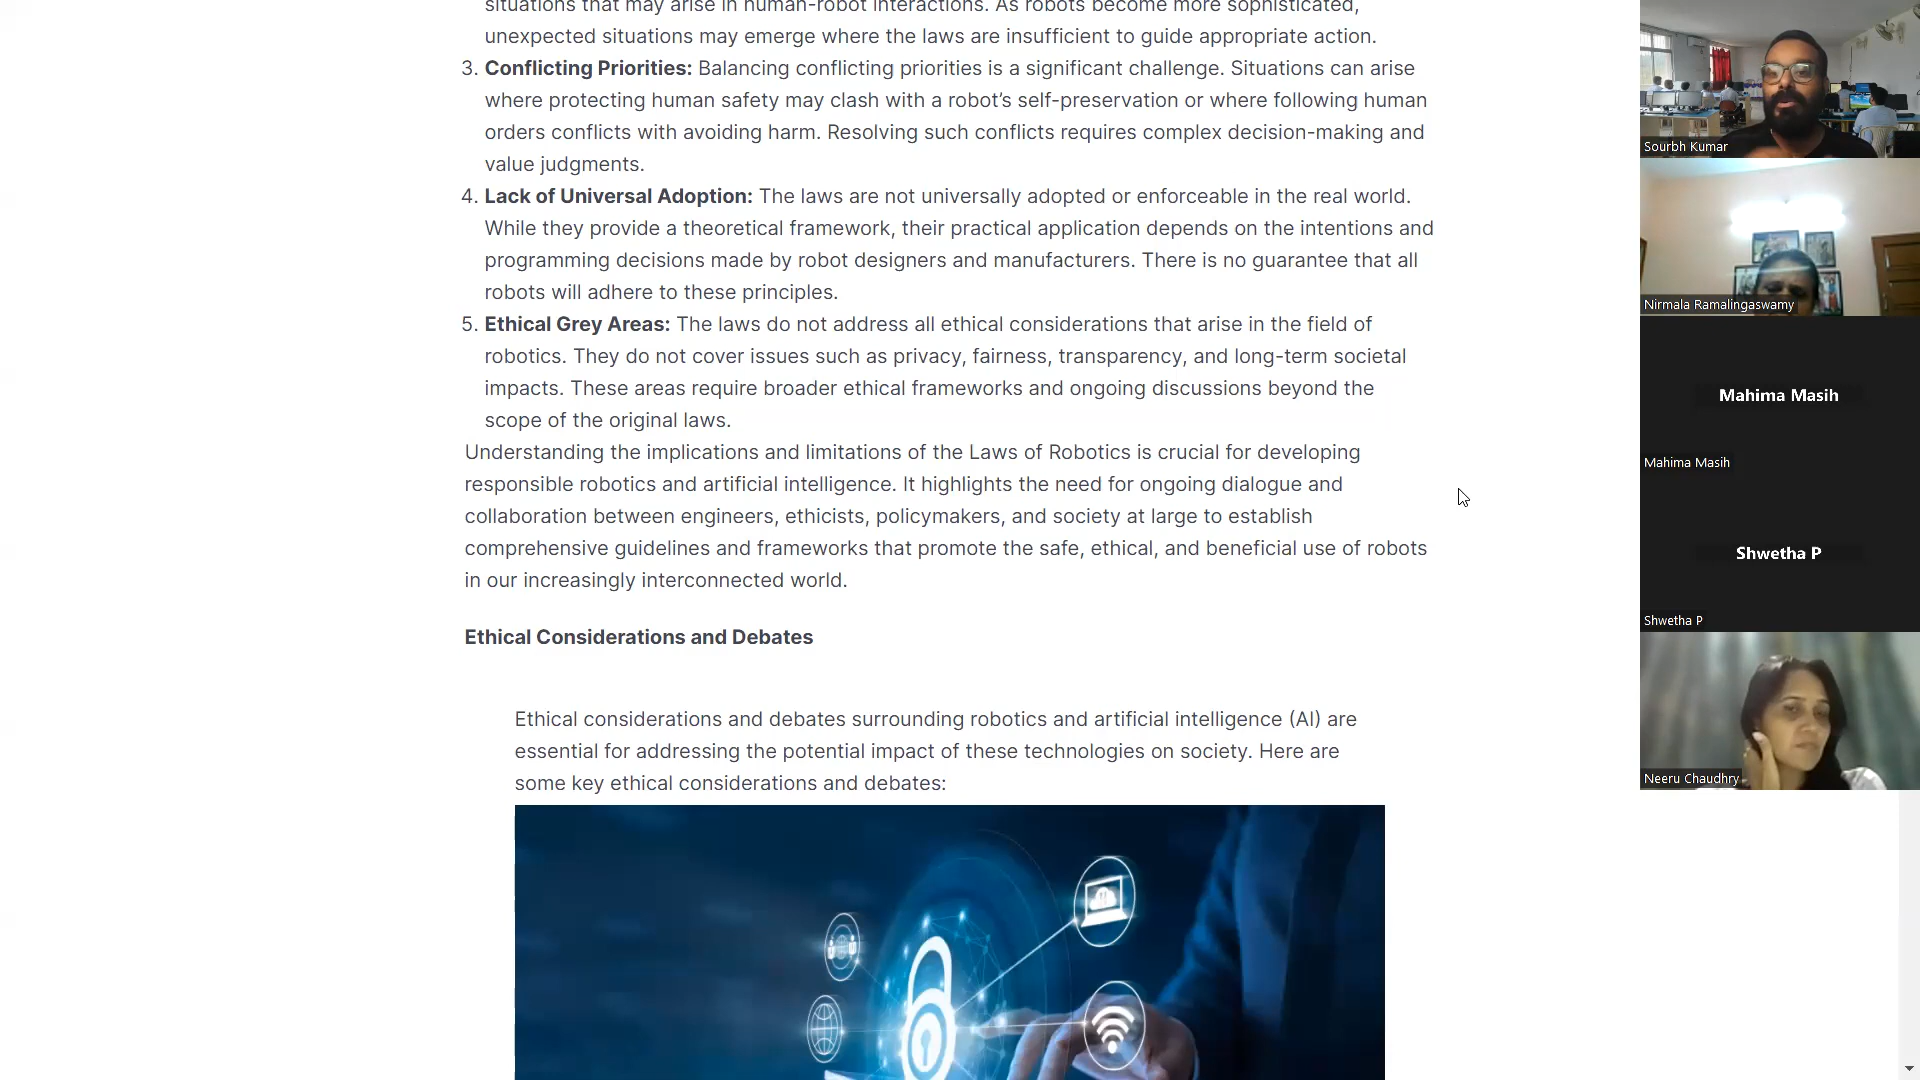 situations that may arise in human-robot interactions. As robots become more sophisticated,
unexpected situations may emerge where the laws are insufficient to guide appropriate action.
3. Conflicting Priorities: Balancing conflicting priorities is a significant challenge. Situations can arise
where protecting human safety may clash with a robot’s self-preservation or where following human
orders conflicts with avoiding harm. Resolving such conflicts requires complex decision-making and
value judgments.
4. Lack of Universal Adoption: The laws are not universally adopted or enforceable in the real world.
While they provide a theoretical framework, their practical application depends on the intentions and
programming decisions made by robot designers and manufacturers. There is no guarantee that all
robots will adhere to these principles.
5. Ethical Grey Areas: The laws do not address all ethical considerations that arise in the field of
robotics. They do not cover issues such as privacy, fairness, transparency, and long-term societal
impacts. These areas require broader ethical frameworks and ongoing discussions beyond the
scope of the original laws.
Understanding the implications and limitations of the Laws of Robotics is crucial for developing
responsible robotics and artificial intelligence. It highlights the need for ongoing dialogue and
collaboration between engineers, ethicists, policymakers, and society at large to establish
comprehensive guidelines and frameworks that promote the safe, ethical, and beneficial use of robots
in our increasingly interconnected world.
Ethical Considerations and Debates
Ethical considerations and debates surrounding robotics and artificial intelligence (AI) are
essential for addressing the potential impact of these technologies on society. Here are
some key ethical considerations and debates:
Sourbh Kumar
Nirmala Ramalingaswamy
Mahima Masih
Mahima Masih
Shwetha P
Shwetha P
Neeru Chaudhry